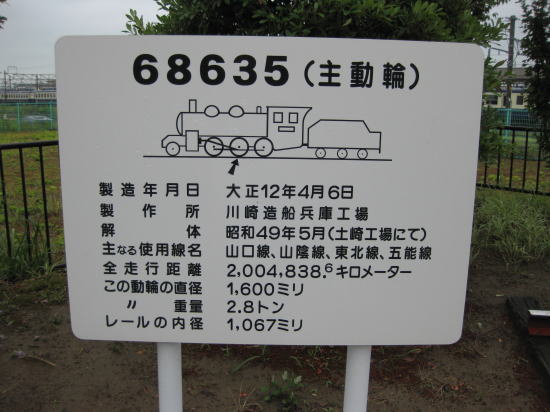 68635(主動輪)
製造年月日 大正12年4月6日
製作所 川崎造船兵庫工場
解体 昭和49年5月(土崎工場にて)
主なる使用線名 山口線、山陰線、東北線、五能線
全走行距離 2,004,838.6キロメーター
この動輪の直径 1,600ミリ
〃 重量 2.8トン
レールの内径 1,067ミリ